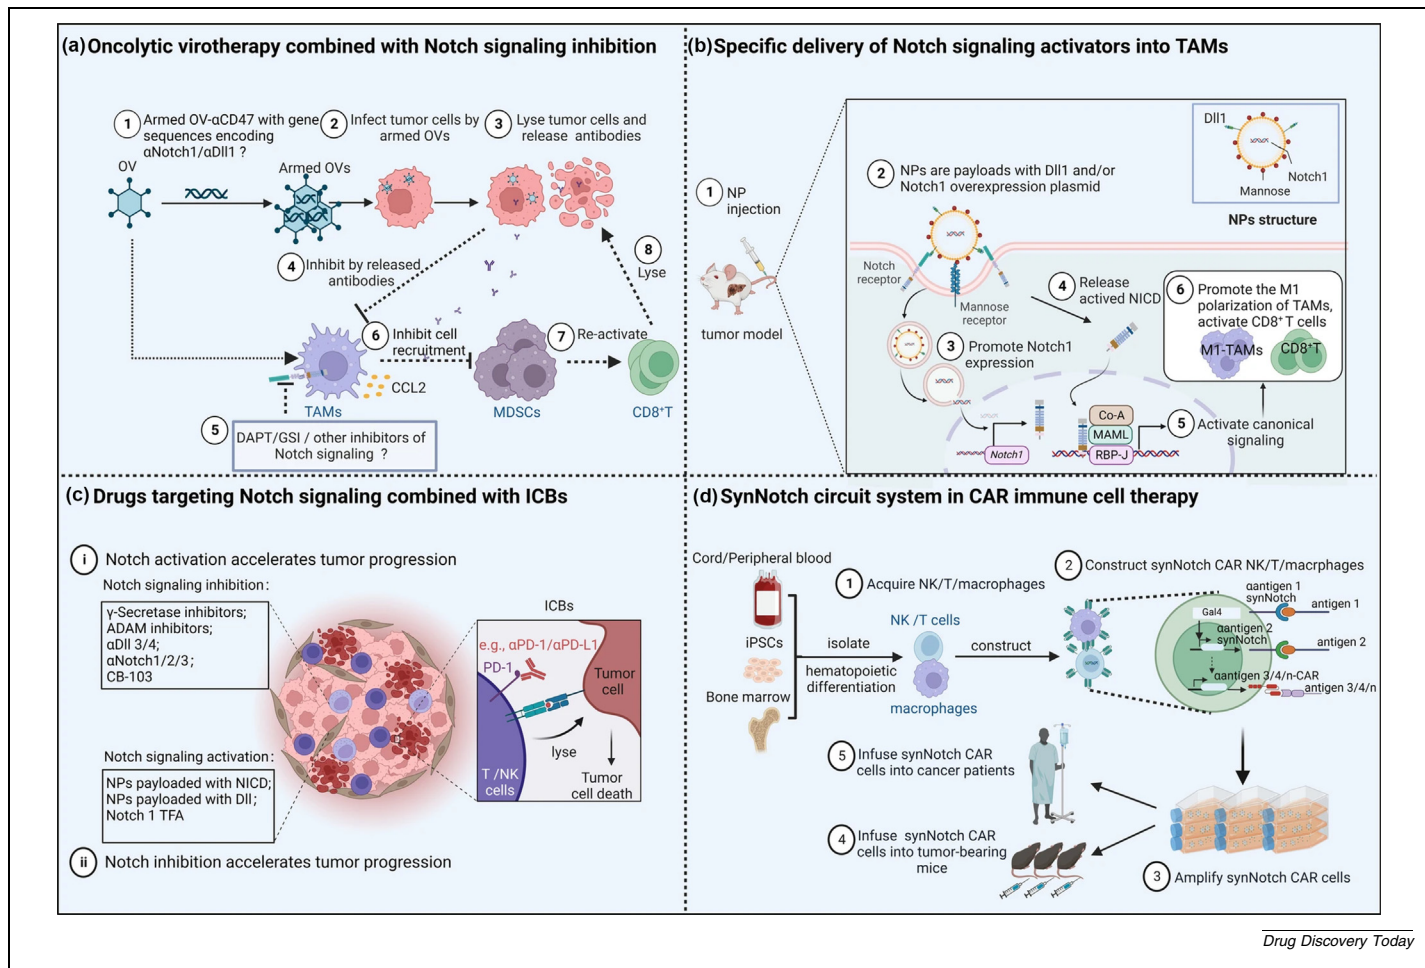 (a) Oncolytic virotherapy combined with Notch signaling inhibition
1
Armed OV-αCD47 with gene
sequences encoding
αNotch1/αDll1 ?
2
Infect tumor cells by
armed OVs
3
Lyse tumor cells and
release antibodies
OV
Armed OVs
4
Inhibit by released
antibodies
8
Lyse
6
Inhibit cell
recruitment
7
Re-activate
CCL2
TAMs
MDSCs
CD8⁺T
5
DAPT/GSI / other inhibitors of
Notch signaling ?
(b) Specific delivery of Notch signaling activators into TAMs
1
NP
injection
tumor model
2
NPs are payloads with Dll1 and/or
Notch1 overexpression plasmid
Dll1
Notch1
Mannose
NPs structure
Notch
receptor
Mannose
receptor
3
Promote Notch1
expression
4
Release
actived NICD
6
Promote the M1
polarization of TAMs,
activate CD8⁺ T cells
M1-TAMs
CD8⁺T
Notch1
Co-A
MAML
RBP-J
5
Activate canonical
signaling
(c) Drugs targeting Notch signaling combined with ICBs
i
Notch activation accelerates tumor progression
Notch signaling inhibition:
γ-Secretase inhibitors;
ADAM inhibitors;
αDll 3/4;
αNotch1/2/3;
CB-103
ICBs
e.g., αPD-1/αPD-L1
PD-1
Tumor
cell
lyse
T /NK
cells
Tumor
cell death
Notch signaling activation:
NPs payloaded with NICD;
NPs payloaded with Dll;
Notch 1 TFA
ii
Notch inhibition accelerates tumor progression
(d) SynNotch circuit system in CAR immune cell therapy
Cord/Peripheral blood
iPSCs
Bone marrow
1
Acquire NK/T/macrophages
isolate
hematopoietic
differentiation
NK /T cells
macrophages
construct
2
Construct synNotch CAR NK/T/macrphages
Gal4
αantigen 1
synNotch
antigen 1
αantigen 2
synNotch
antigen 2
αantigen 3/4/n-CAR
antigen 3/4/n
5
Infuse synNotch CAR
cells into cancer patients
4
Infuse synNotch CAR
cells into tumor-bearing
mice
3
Amplify synNotch CAR cells
Drug Discovery Today